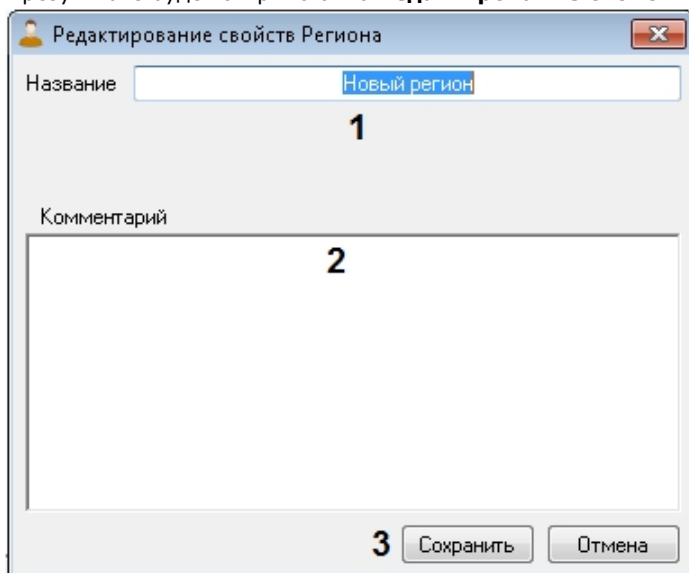 Редактирование свойств Региона
Название Новый регион
1
Комментарий
2
3 Сохранить Отмена